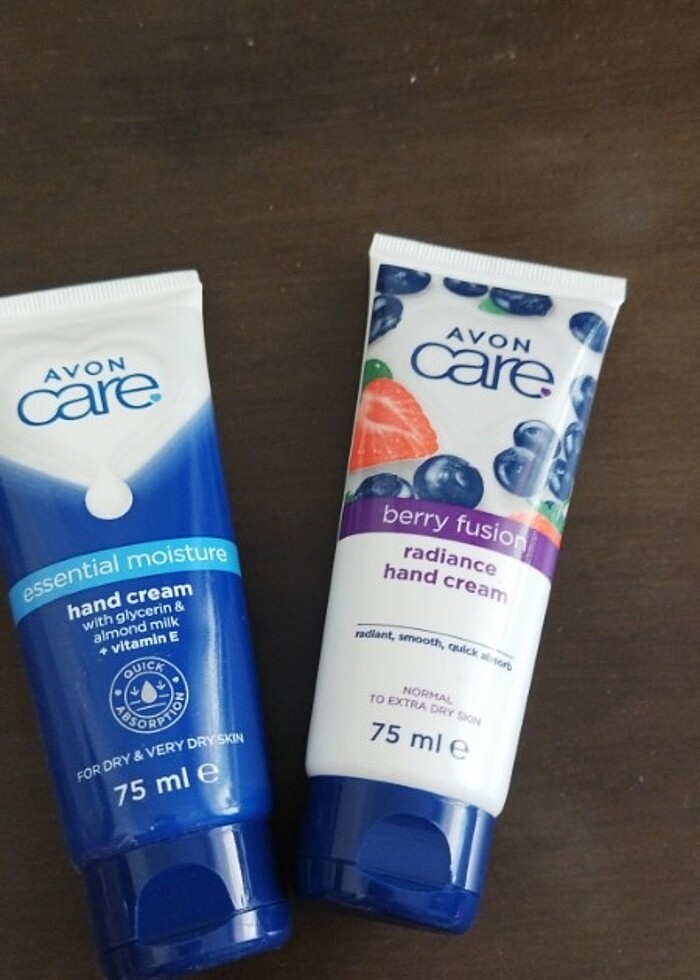 AVON
care
essential moisture
hand cream
with glycerin &
almond milk
+ vitamin E
QUICK
ABSORPTION
FOR DRY & VERY DRY SKIN
75 ml e
AVON
care
berry fusion
radiance
hand cream
radiant, smooth, quick absorb
NORMAL
TO EXTRA DRY SKIN
75 ml e